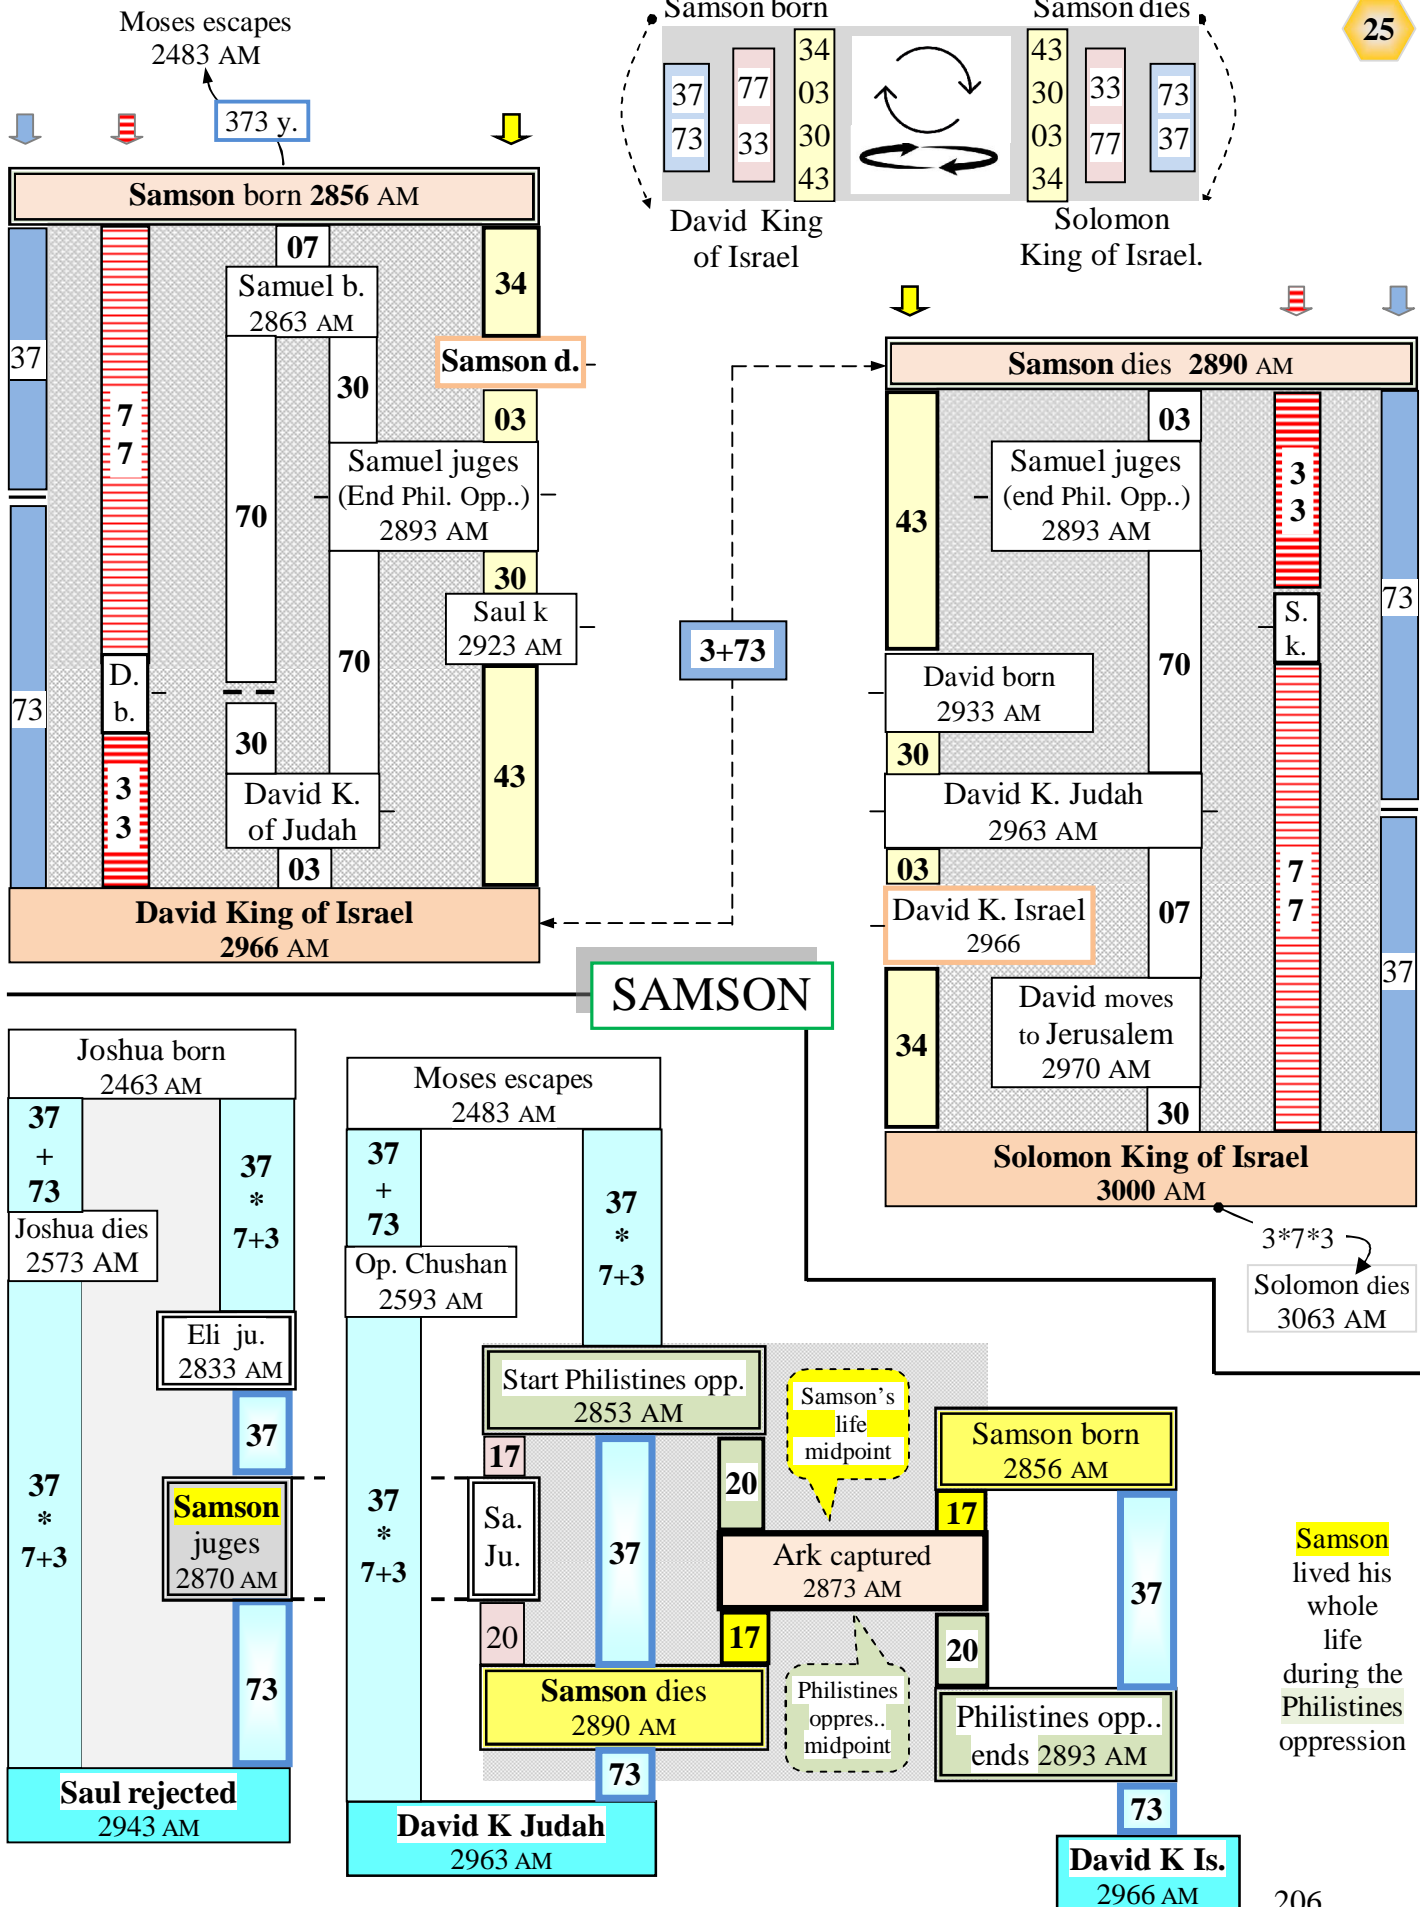 Moses escapes
2483 AM
373 y.
Samson born
Samson dies
25
37
73
77
33
34
03
30
43
43
30
03
34
33
77
73
37
David King
of Israel
Solomon
King of Israel.
Samson born 2856 AM
37
73
7
7
D.
b.
3
3
07
Samuel b.
2863 AM
70
30
30
Samuel juges
(End Phil. Opp..)
2893 AM
70
David K.
of Judah
03
34
Samson d.
03
30
Saul k
2923 AM
43
David King of Israel
2966 AM
3+73
Samson dies 2890 AM
43
03
Samuel juges
(end Phil. Opp..)
2893 AM
3
3
S.
k.
73
70
David born
2933 AM
30
David K. Judah
2963 AM
03
David K. Israel
2966
07
7
7
37
34
David moves
to Jerusalem
2970 AM
30
Solomon King of Israel
3000 AM
3*7*3
Solomon dies
3063 AM
SAMSON
Joshua born
2463 AM
37
+
73
Joshua dies
2573 AM
37
*
7+3
37
*
7+3
Eli ju.
2833 AM
37
Samson
juges
2870 AM
73
Saul rejected
2943 AM
Moses escapes
2483 AM
37
+
73
Op. Chushan
2593 AM
37
*
7+3
37
*
7+3
Start Philistines opp.
2853 AM
17
Sa.
Ju.
20
37
20
Samson’s
life
midpoint
Ark captured
2873 AM
17
Samson dies
2890 AM
73
David K Judah
2963 AM
Philistines
oppres..
midpoint
Samson born
2856 AM
17
20
37
Philistines opp..
ends 2893 AM
73
David K Is.
2966 AM
Samson
lived his
whole
life
during the
Philistines
oppression
206